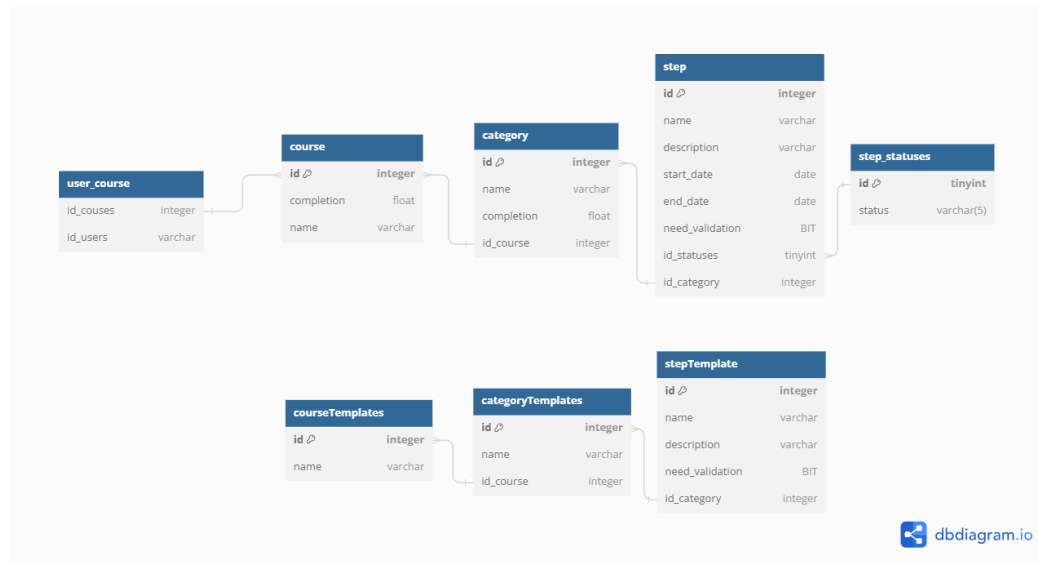 user_course
id_couses integer
id_users varchar
course
id integer
completion float
name varchar
category
id integer
name varchar
completion float
id_course integer
step
id integer
name varchar
description varchar
start_date date
end_date date
need_validation BIT
id_statuses tinyint
id_category integer
step_statuses
id tinyint
status varchar(5)
courseTemplates
id integer
name varchar
categoryTemplates
id integer
name varchar
id_course integer
stepTemplate
id integer
name varchar
description varchar
need_validation BIT
id_category integer
dbdiagram.io